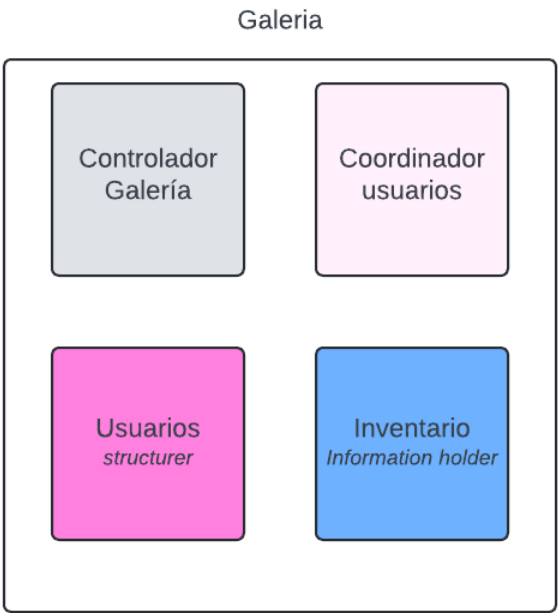 Galeria
Controlador
Galería
Coordinador
usuarios
Usuarios
structurer
Inventario
Information holder